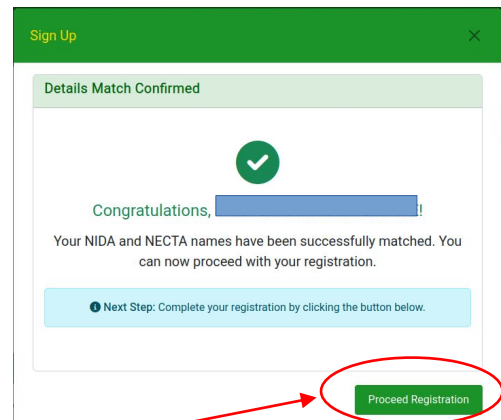 Sign Up
Details Match Confirmed
Congratulations, !
Your NIDA and NECTA names have been successfully matched. You
can now proceed with your registration.
Next Step: Complete your registration by clicking the button below.
Proceed Registration